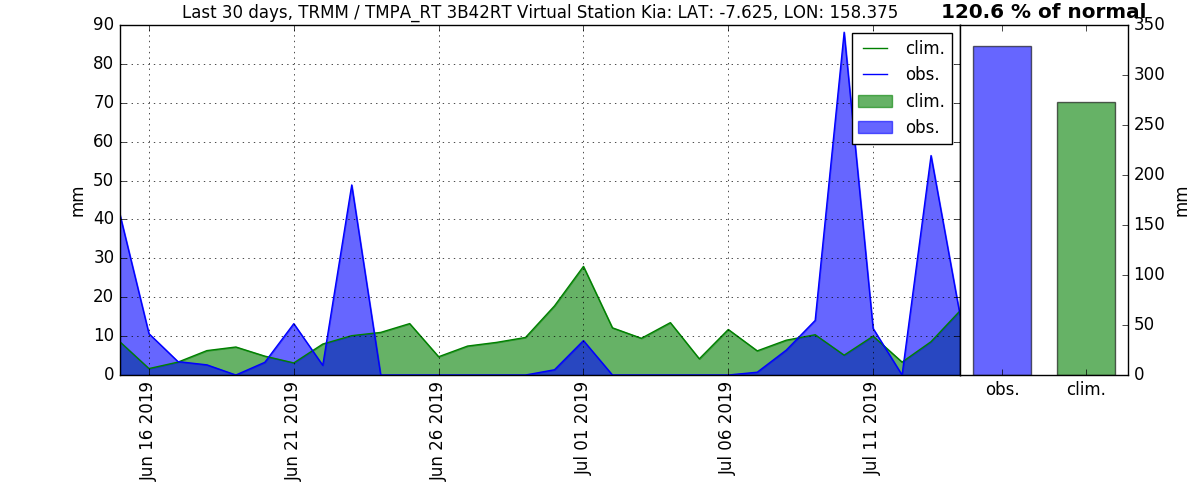 Last 30 days, TRMM / TMPA_RT 3B42RT Virtual Station Kia: LAT: -7.625, LON: 158.375
120.6 % of normal
90
80
70
60
50
40
30
20
10
0
mm
clim.
obs.
clim.
obs.
Jun 16 2019
Jun 21 2019
Jun 26 2019
Jul 01 2019
Jul 06 2019
Jul 11 2019
350
300
250
200
150
100
50
0
mm
obs.
clim.